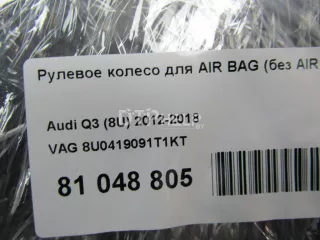 Рулевое колесо для AIR BAG (без AIR
Audi Q3 (8U) 2012-2018
VAG 8U0419091T1KT
81 048 805